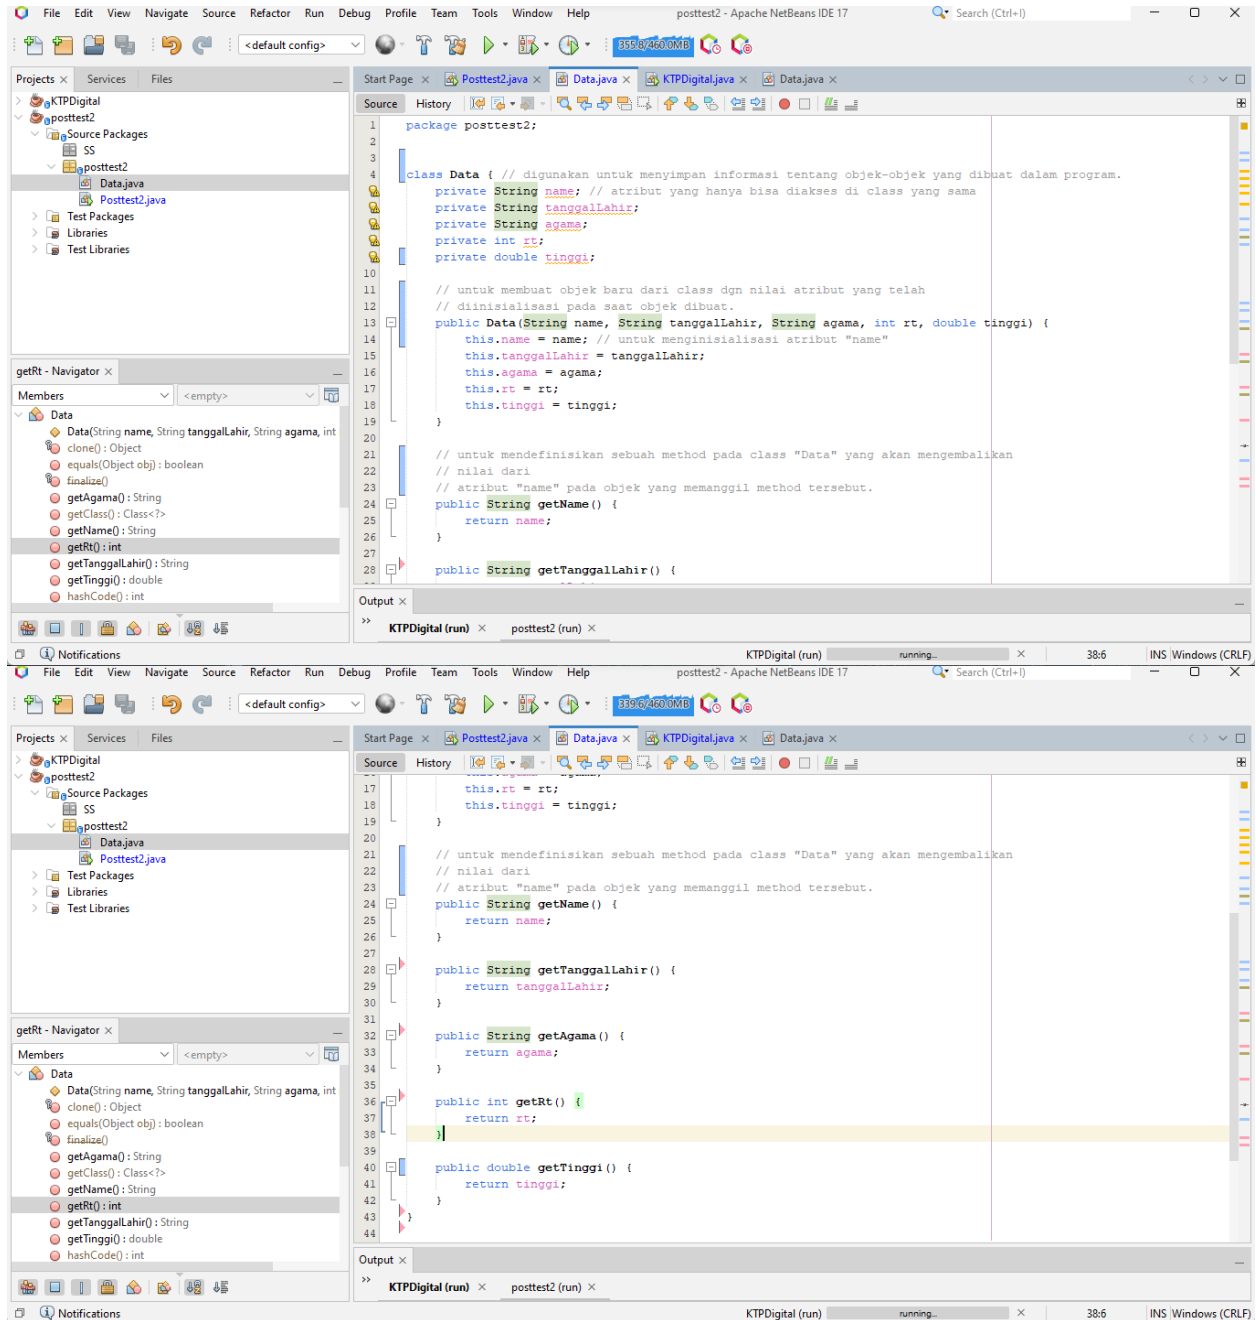 File Edit View Navigate Source Refactor Run Debug Profile Team Tools Window Help posttest2 - Apache NetBeans IDE 17 Search (Ctrl+I)
<default config> 355.8/460.0MB
Projects Services Files
KTPDigital
posttest2
Source Packages
SS
posttest2
Data.java
Posttest2.java
Test Packages
Libraries
Test Libraries
getRt - Navigator
Members <empty>
Data
Data(String name, String tanggalLahir, String agama, int
clone() : Object
equals(Object obj) : boolean
finalize()
getAgama() : String
getClass() : Class<?>
getName() : String
getRt() : int
getTanggalLahir() : String
getTinggi() : double
hashCode() : int
Start Page Posttest2.java Data.java KTPDigital.java Data.java
Source History
1 package posttest2;
2
3
4 class Data { // digunakan untuk menyimpan informasi tentang objek-objek yang dibuat dalam program.
private String name; // atribut yang hanya bisa diakses di class yang sama
private String tanggalLahir;
private String agama;
private int rt;
private double tinggi;
10
11 // untuk membuat objek baru dari class dgn nilai atribut yang telah
12 // diinisialisasi pada saat objek dibuat.
13 public Data(String name, String tanggalLahir, String agama, int rt, double tinggi) {
14 this.name = name; // untuk menginisialisasi atribut "name"
15 this.tanggalLahir = tanggalLahir;
16 this.agama = agama;
17 this.rt = rt;
18 this.tinggi = tinggi;
19 }
20
21 // untuk mendefinisikan sebuah method pada class "Data" yang akan mengembalikan
22 // nilai dari
23 // atribut "name" pada objek yang memanggil method tersebut.
24 public String getName() {
25 return name;
26 }
27
28 public String getTanggalLahir() {
Output
KTPDigital (run) posttest2 (run)
Notifications KTPDigital (run) running... 38:6 INS Windows (CRLF)
File Edit View Navigate Source Refactor Run Debug Profile Team Tools Window Help posttest2 - Apache NetBeans IDE 17 Search (Ctrl+I)
<default config> 339.6/460.0MB
Projects Services Files
KTPDigital
posttest2
Source Packages
SS
posttest2
Data.java
Posttest2.java
Test Packages
Libraries
Test Libraries
getRt - Navigator
Members <empty>
Data
Data(String name, String tanggalLahir, String agama, int
clone() : Object
equals(Object obj) : boolean
finalize()
getAgama() : String
getClass() : Class<?>
getName() : String
getRt() : int
getTanggalLahir() : String
getTinggi() : double
hashCode() : int
Start Page Posttest2.java Data.java KTPDigital.java Data.java
Source History
17 this.rt = rt;
18 this.tinggi = tinggi;
19 }
20
21 // untuk mendefinisikan sebuah method pada class "Data" yang akan mengembalikan
22 // nilai dari
23 // atribut "name" pada objek yang memanggil method tersebut.
24 public String getName() {
25 return name;
26 }
27
28 public String getTanggalLahir() {
29 return tanggalLahir;
30 }
31
32 public String getAgama() {
33 return agama;
34 }
35
36 public int getRt() {
37 return rt;
38 }
39
40 public double getTinggi() {
41 return tinggi;
42 }
43 }
44
Output
KTPDigital (run) posttest2 (run)
Notifications KTPDigital (run) running... 38:6 INS Windows (CRLF)